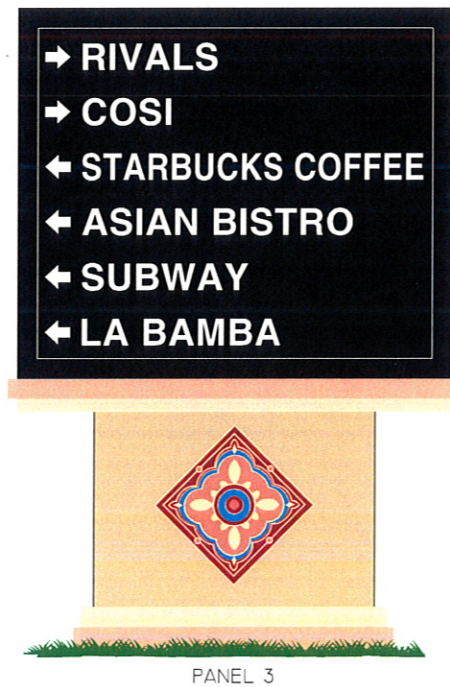 → RIVALS
→ COSI
← STARBUCKS COFFEE
← ASIAN BISTRO
← SUBWAY
← LA BAMBA
PANEL 3